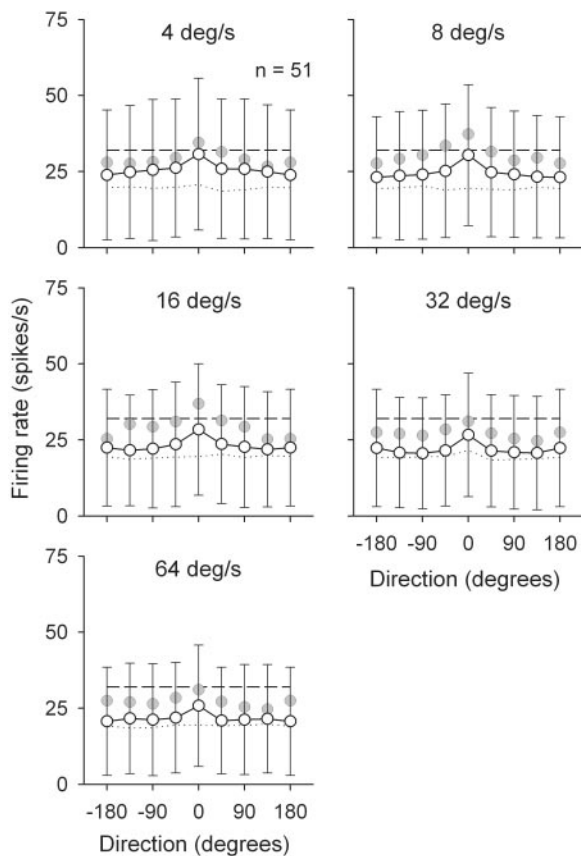 75
50
25
0
4 deg/s
n = 51
75
50
25
0
8 deg/s
75
50
25
0
16 deg/s
75
50
25
0
32 deg/s
-180 -90 0 90 180
Direction (degrees)
75
50
25
0
64 deg/s
-180 -90 0 90 180
Direction (degrees)
Firing rate (spikes/s)